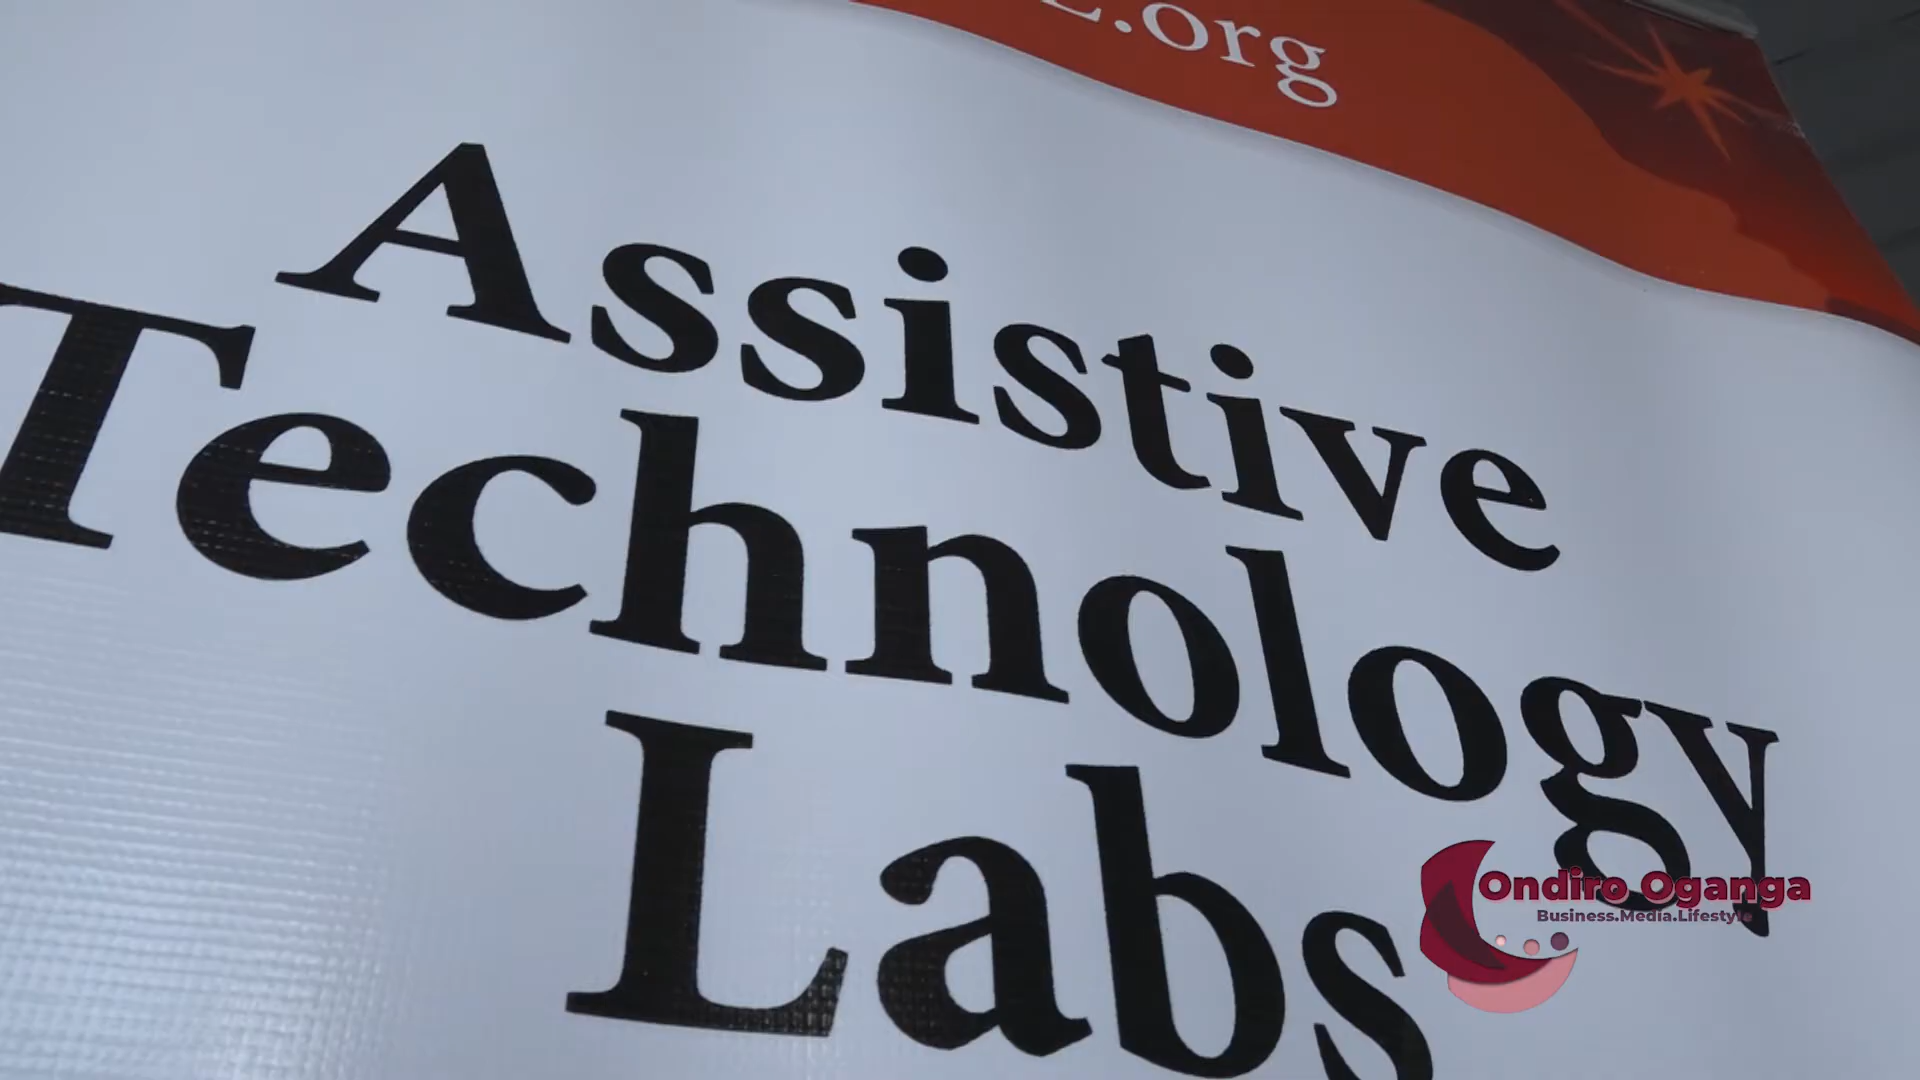 .org
Assistive
Technology
Labs
Ondiro Oganga
Business.Media.Lifestyle